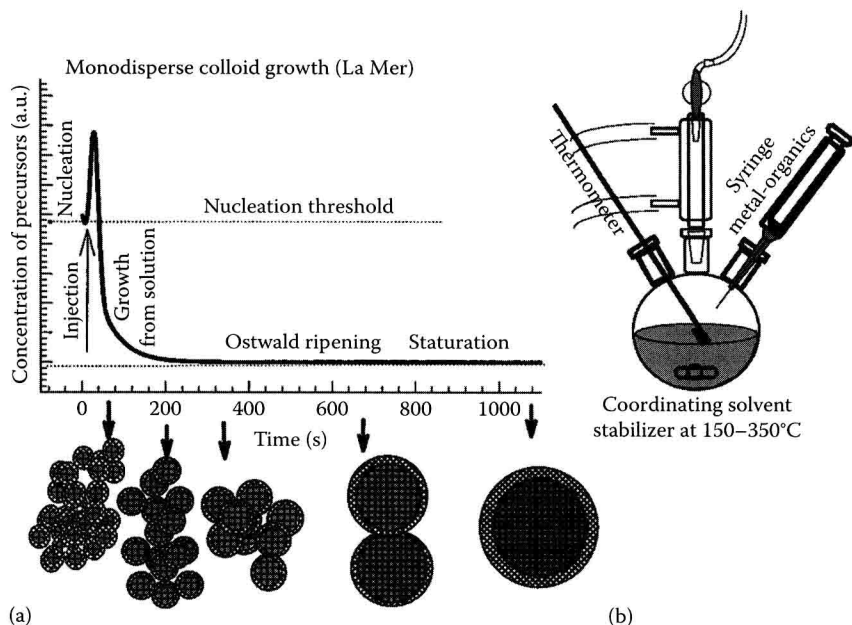 Monodisperse colloid growth (La Mer)
Concentration of precursors (a.u.)
Nucleation
Injection
Growth
from solution
Nucleation threshold
Ostwald ripening
Staturation
0
200
400
600
800
1000
Time (s)
(a)
Thermometer
Syringe
metal-organics
Coordinating solvent
stabilizer at 150–350°C
(b)